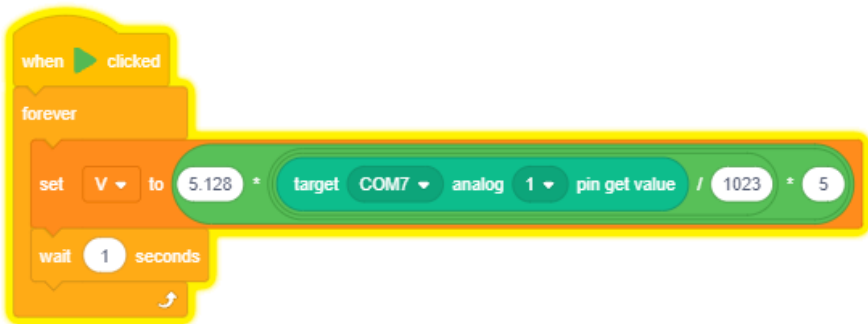 when clicked
forever
set V to 5.128 * target COM7 analog 1 pin get value / 1023 * 5
wait 1 seconds